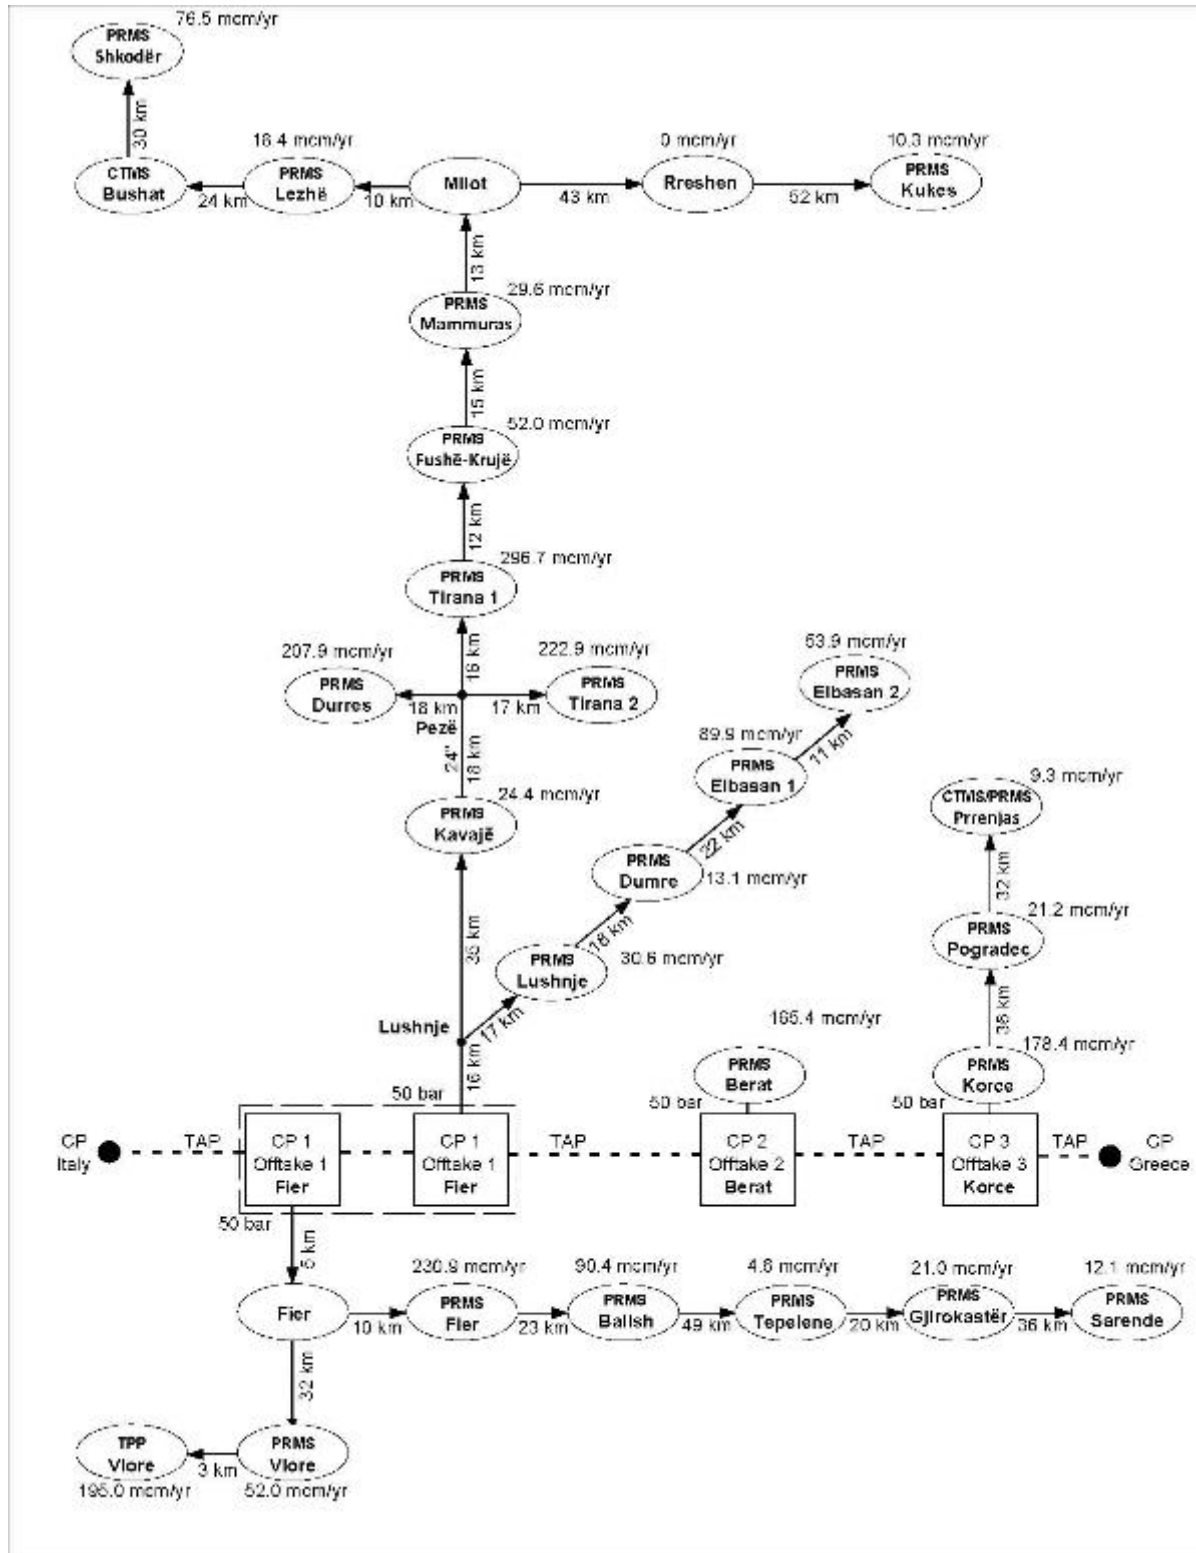 76.5 mcm/yr
PRMS
Shkodër
30 km
CTMS
Bushat
24 km
18.4 mcm/yr
PRMS
Lezhë
10 km
Milot
43 km
0 mcm/yr
Rreshen
52 km
10.3 mcm/yr
PRMS
Kukes
13 km
29.6 mcm/yr
PRMS
Mammuras
15 km
52.0 mcm/yr
PRMS
Fushë-Krujë
12 km
296.7 mcm/yr
PRMS
Tirana 1
16 km
207.9 mcm/yr
PRMS
Durres
18 km
Pezë
17 km
222.9 mcm/yr
PRMS
Tirana 2
24"
18 km
24.4 mcm/yr
PRMS
Kavajë
35 km
53.9 mcm/yr
PRMS
Elbasan 2
11 km
89.9 mcm/yr
PRMS
Elbasan 1
22 km
PRMS
Dumre
13.1 mcm/yr
18 km
PRMS
Lushnje
30.6 mcm/yr
17 km
Lushnje
16 km
9.3 mcm/yr
CTMS/PRMS
Prrenjas
32 km
21.2 mcm/yr
PRMS
Pogradec
36 km
178.4 mcm/yr
PRMS
Korce
165.4 mcm/yr
PRMS
Berat
50 bar
50 bar
50 bar
CP
Italy
TAP
CP 1
Offtake 1
Fier
CP 1
Offtake 1
Fier
TAP
CP 2
Offtake 2
Berat
TAP
CP 3
Offtake 3
Korce
TAP
CP
Greece
50 bar
5 km
Fier
10 km
230.9 mcm/yr
PRMS
Fier
23 km
90.4 mcm/yr
PRMS
Ballsh
49 km
4.6 mcm/yr
PRMS
Tepelene
20 km
21.0 mcm/yr
PRMS
Gjirokastër
36 km
12.1 mcm/yr
PRMS
Sarende
32 km
TPP
Vlore
195.0 mcm/yr
3 km
PRMS
Vlore
52.0 mcm/yr